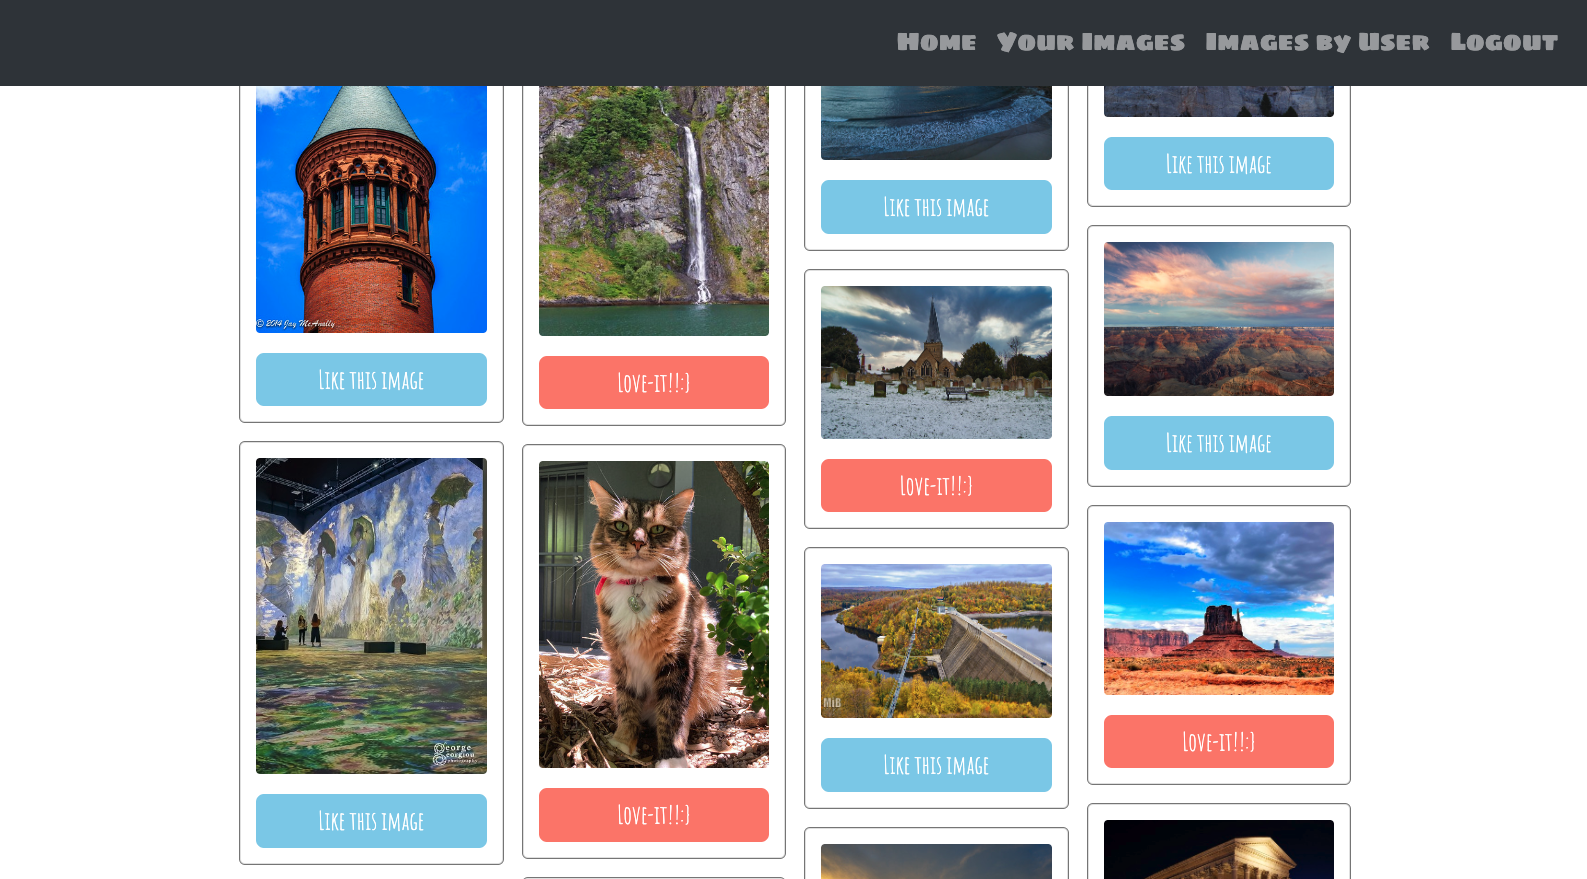 Home Your Images Images by User Logout
© 2014 Jay McAnally
Like this image
George
Georgiou
photography
Like this image
Love-it!!:}
Love-it!!:}
Like this image
Love-it!!:}
MiB
Like this image
Like this image
Like this image
Love-it!!:}